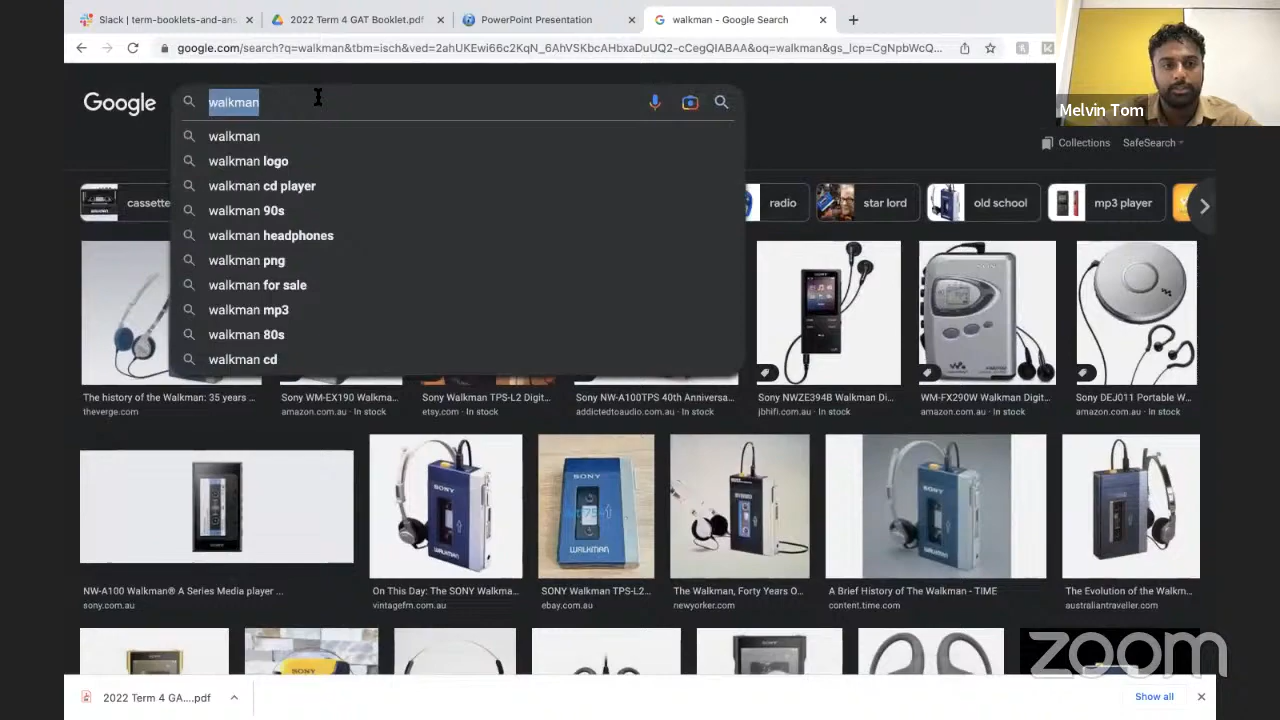 Slack | term-booklets-and-ans
2022 Term 4 GAT Booklet.pdf
PowerPoint Presentation
walkman - Google Search
google.com/search?q=walkman&tbm=isch&ved=2ahUKEwi66c2KqN_6AhVSKbcAHbxaDuUQ2-cCegQIABAA&oq=walkman&gs_lcp=CgNpbWcQ...
Melvin Tom
Google
walkman
walkman
walkman logo
walkman cd player
walkman 90s
walkman headphones
walkman png
walkman for sale
walkman mp3
walkman 80s
walkman cd
Collections
SafeSearch
cassette
radio
star lord
old school
mp3 player
The history of the Walkman: 35 years ...
theverge.com
Sony WM-EX190 Walkma...
amazon.com.au · In stock
Sony Walkman TPS-L2 Digit...
etsy.com · In stock
Sony NW-A100TPS 40th Anniversa...
addictedtoaudio.com.au · In stock
Sony NWZE394B Walkman Di...
jbhifi.com.au · In stock
WM-FX290W Walkman Digit...
amazon.com.au · In stock
Sony DEJ011 Portable W...
amazon.com.au · In stock
SONY
WALKMAN
SONY
WALKMAN
NW-A100 Walkman® A Series Media player ...
sony.com.au
On This Day: The SONY Walkma...
vintagefm.com.au
SONY Walkman TPS-L2...
ebay.com.au
The Walkman, Forty Years O...
newyorker.com
A Brief History of The Walkman - TIME
content.time.com
The Evolution of the Walkm...
australiantraveller.com
SONY
zoom
2022 Term 4 GA....pdf
Show all